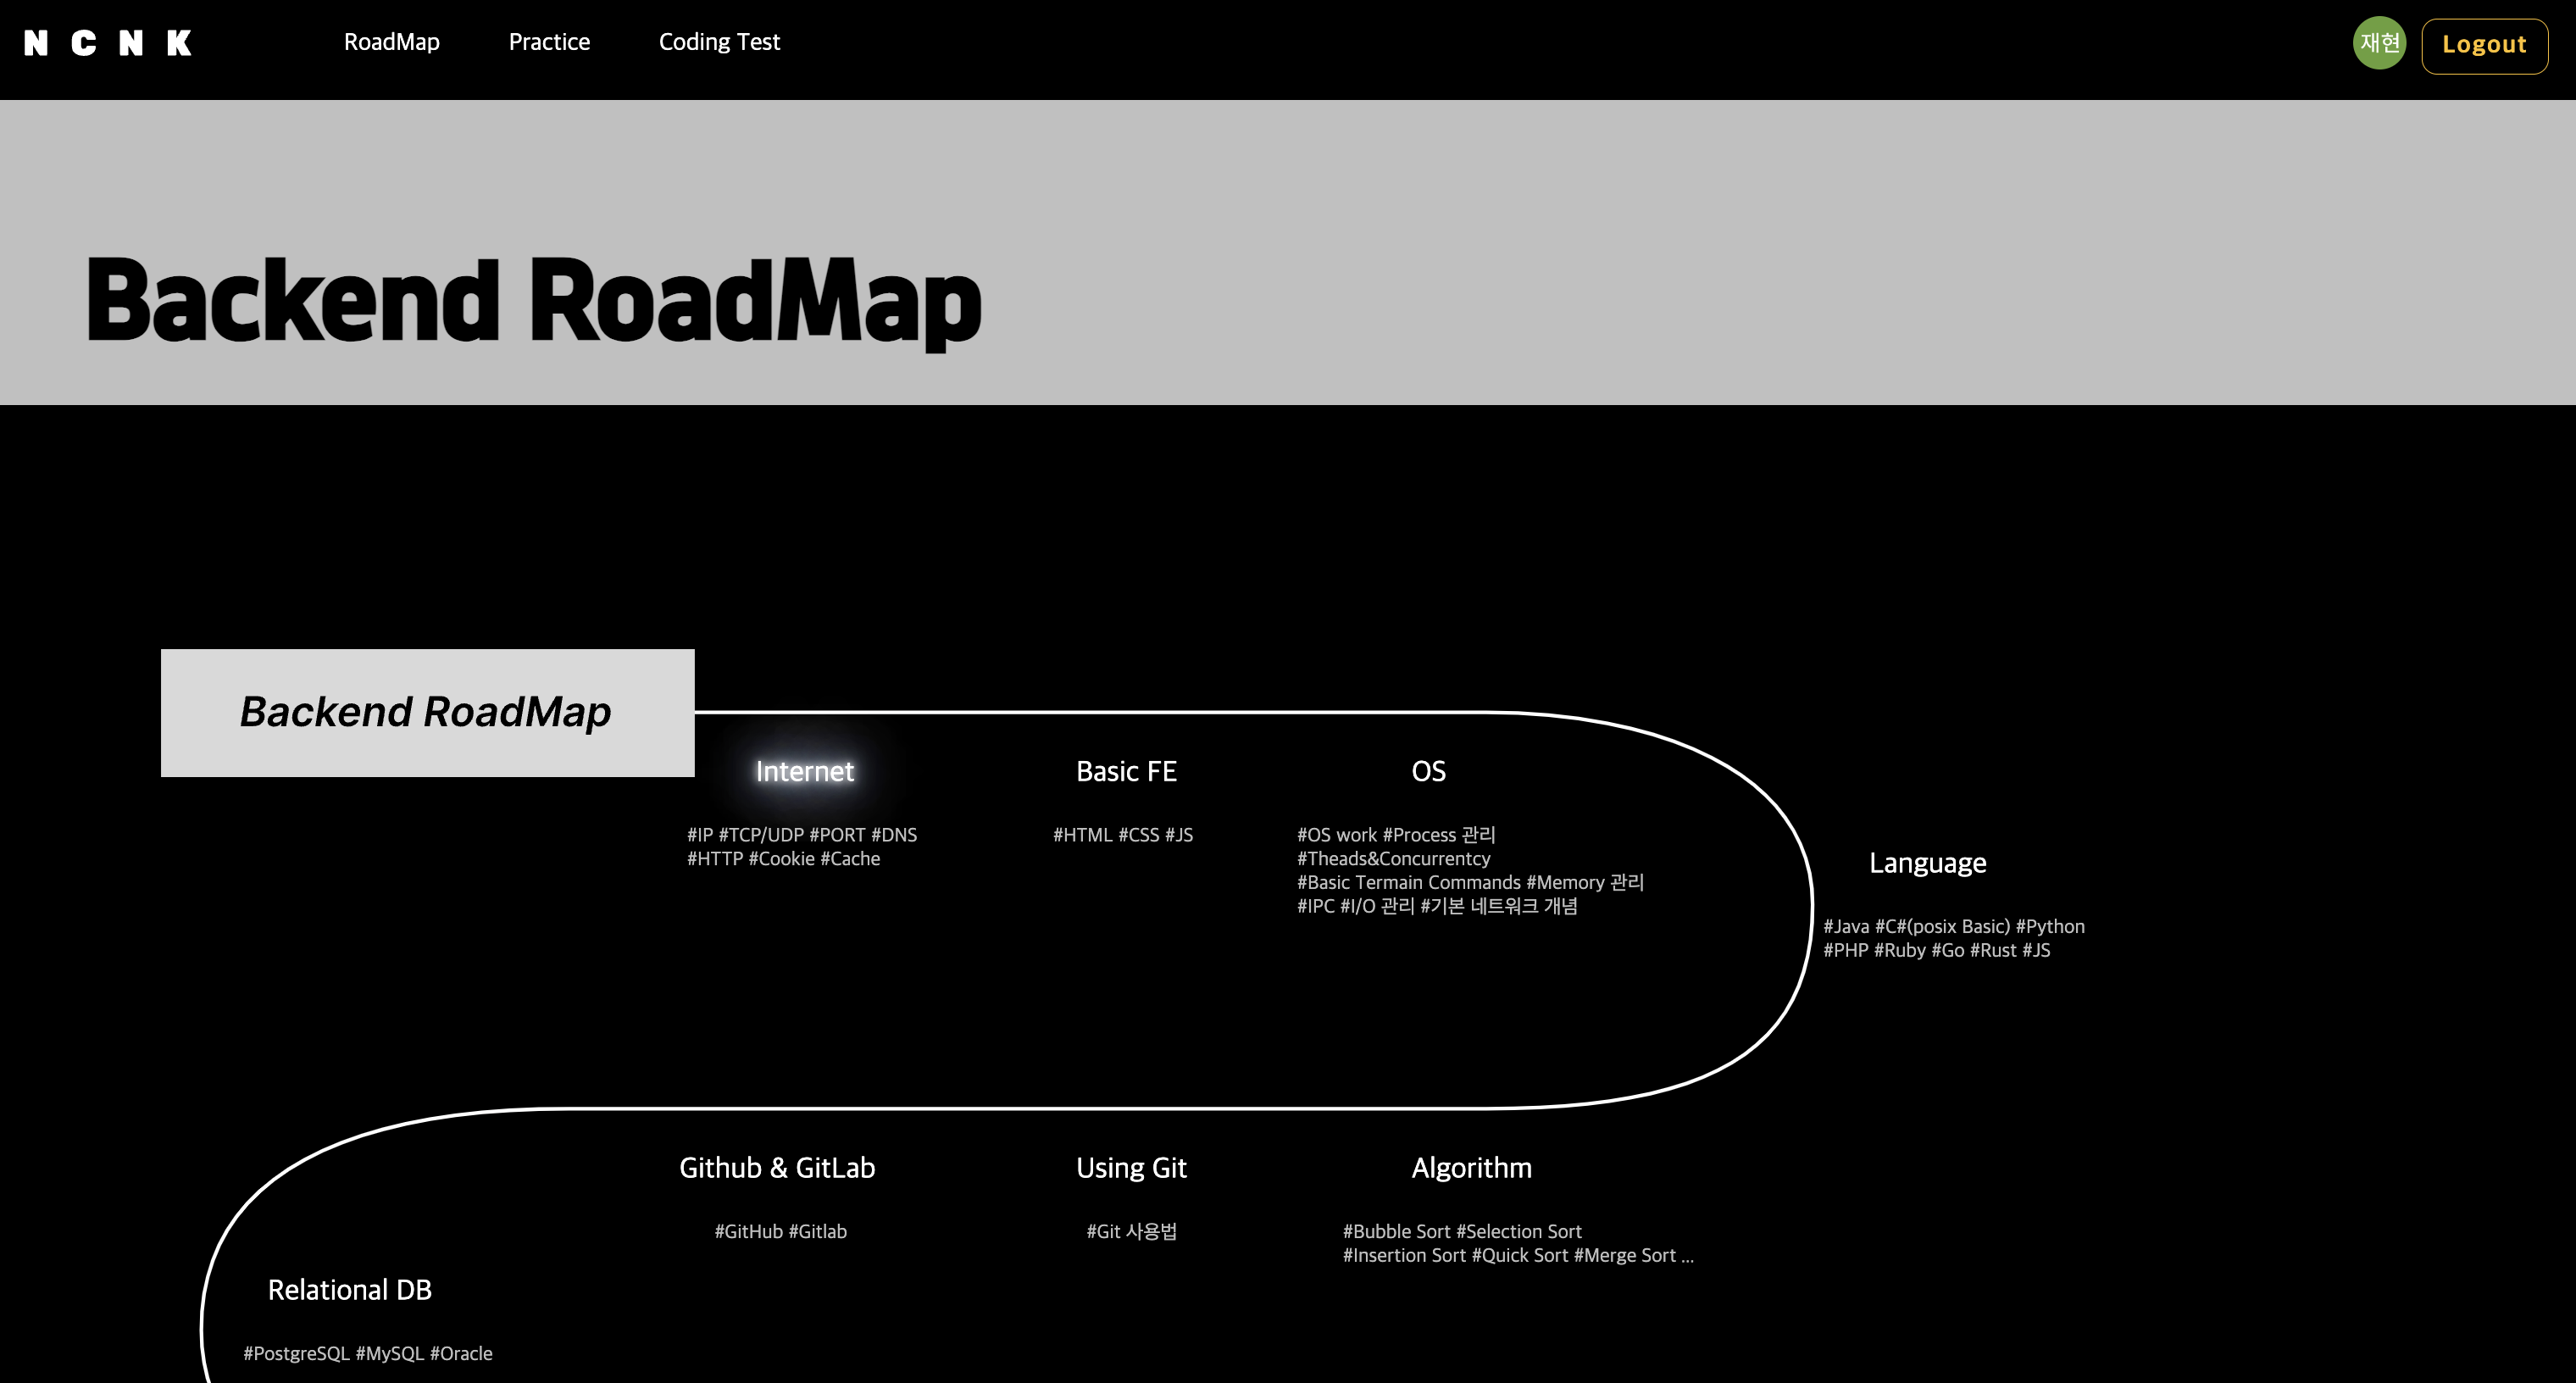 N C N K
RoadMap
Practice
Coding Test
재현
Logout
Backend RoadMap
Backend RoadMap
Internet
#IP #TCP/UDP #PORT #DNS
#HTTP #Cookie #Cache
Basic FE
#HTML #CSS #JS
OS
#OS work #Process 관리
#Theads&Concurrentcy
#Basic Termain Commands #Memory 관리
#IPC #I/O 관리 #기본 네트워크 개념
Language
#Java #C#(posix Basic) #Python
#PHP #Ruby #Go #Rust #JS
Github & GitLab
#GitHub #Gitlab
Using Git
#Git 사용법
Algorithm
#Bubble Sort #Selection Sort
#Insertion Sort #Quick Sort #Merge Sort ...
Relational DB
#PostgreSQL #MySQL #Oracle